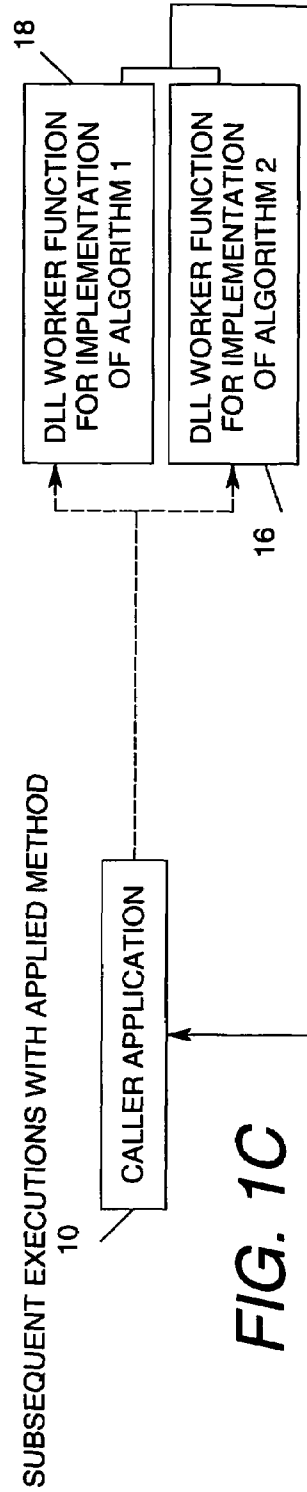 SUBSEQUENT EXECUTIONS WITH APPLIED METHOD
10
CALLER APPLICATION
18
DLL WORKER FUNCTION
FOR IMPLEMENTATION
OF ALGORITHM 1
DLL WORKER FUNCTION
FOR IMPLEMENTATION
OF ALGORITHM 2
16
FIG. 1C